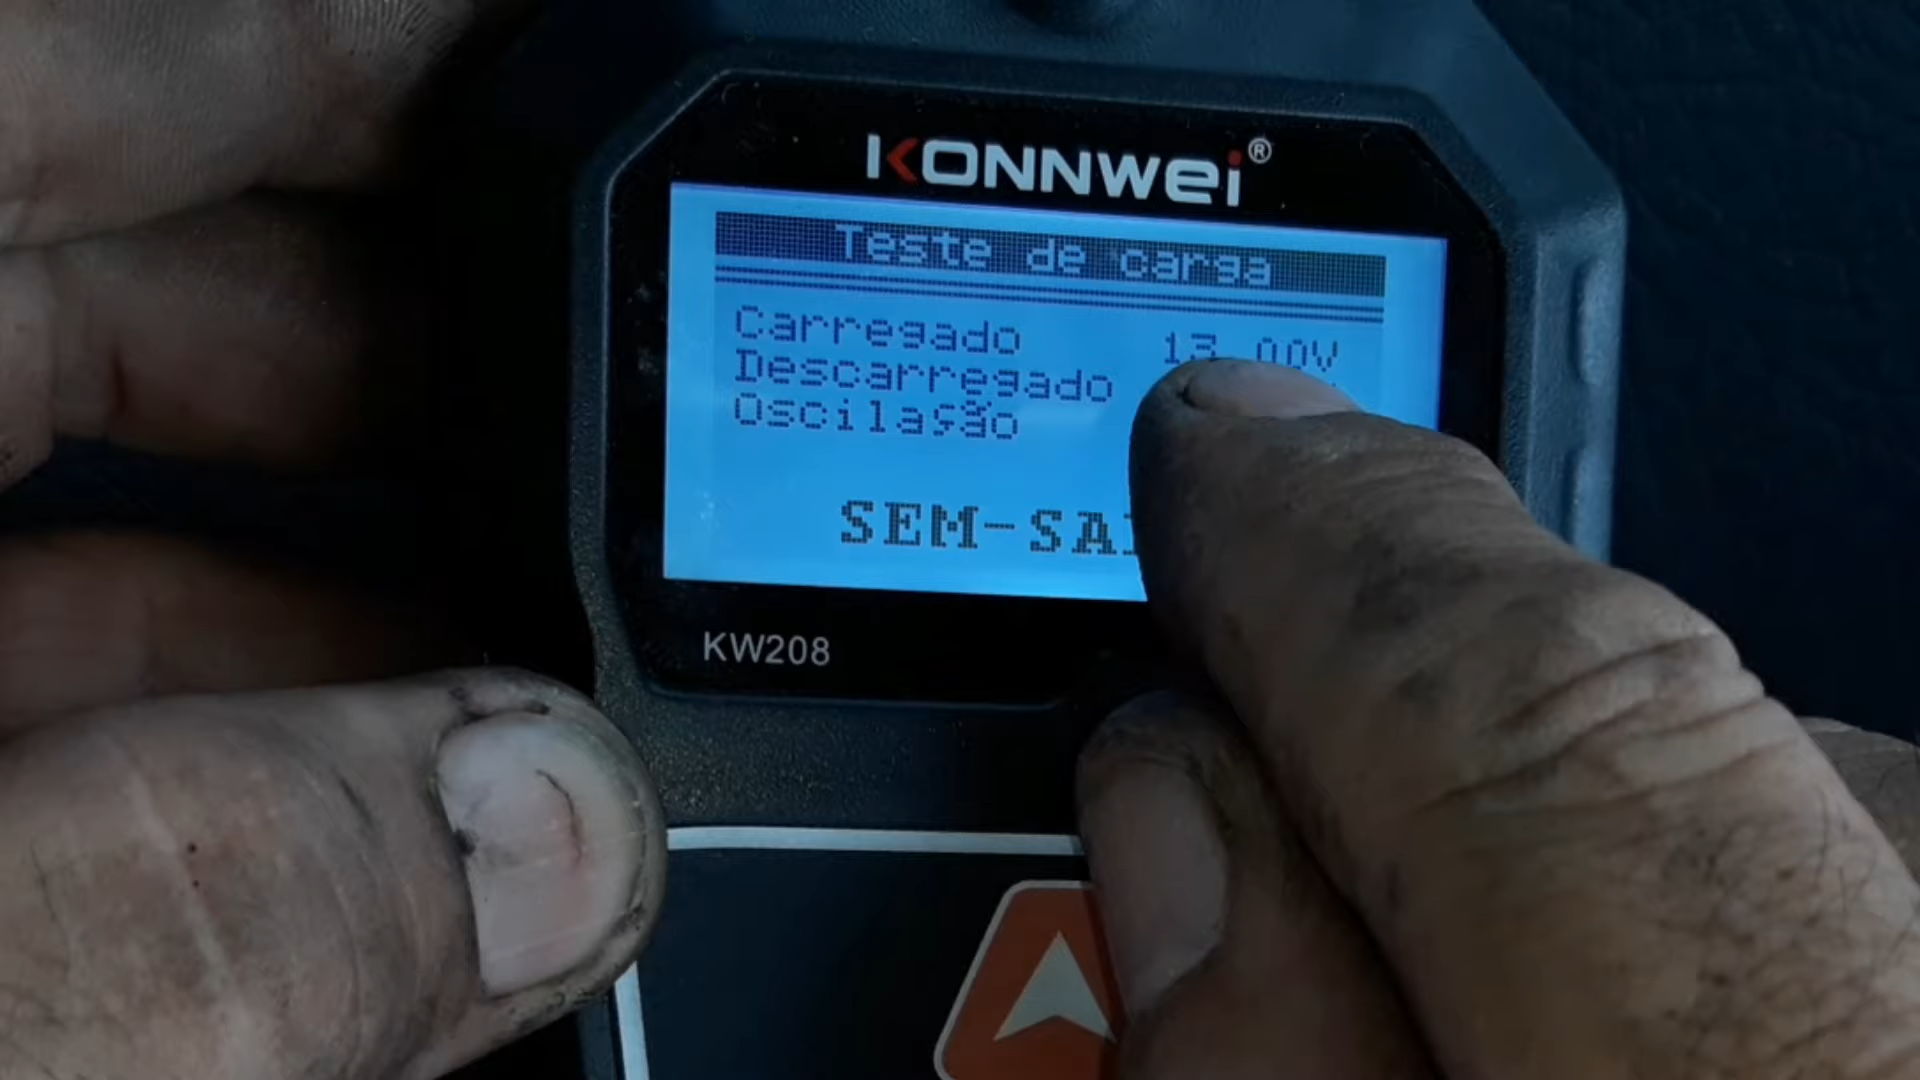 KONNWEI®
Teste de carga
Carregado 13.00V
Descarregado
Oscilação
SEM-SA
KW208